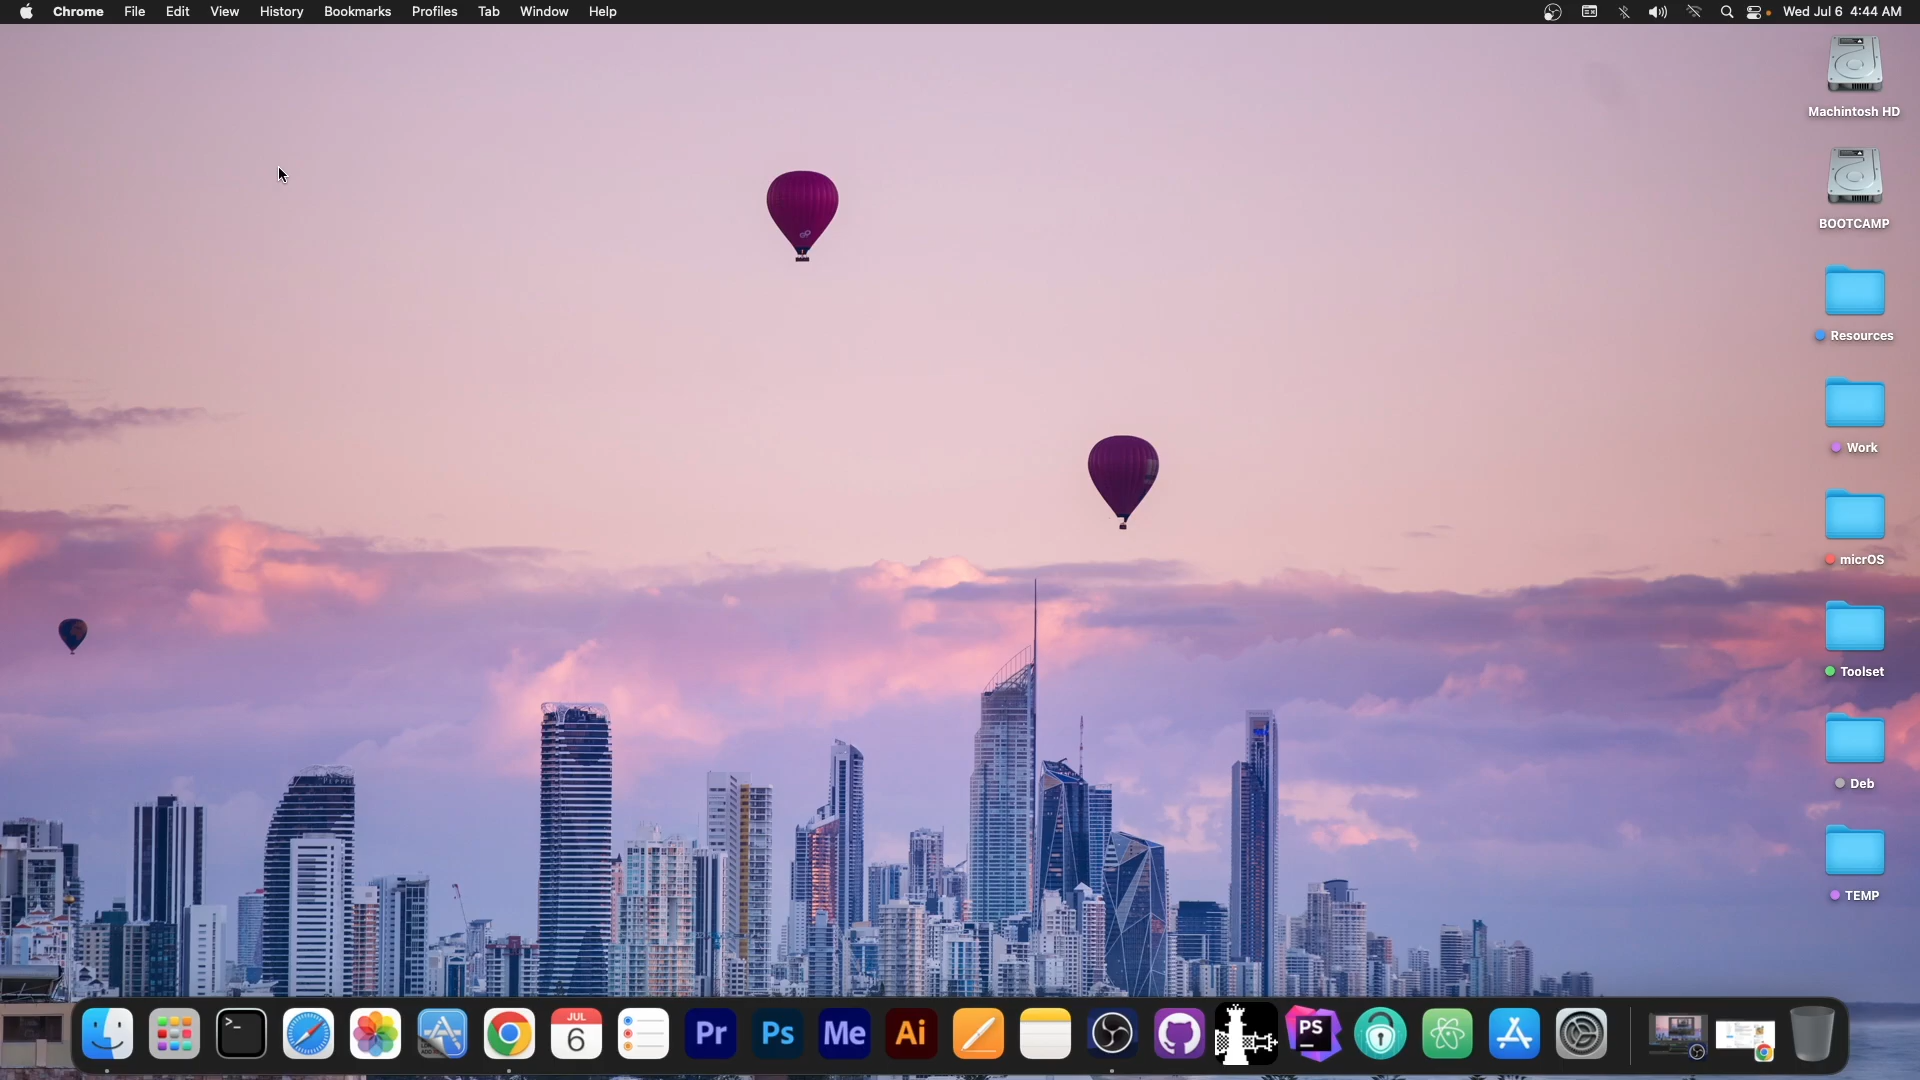 Chrome File Edit View History Bookmarks Profiles Tab Window Help Wed Jul 6 4:44 AM
Machintosh HD
BOOTCAMP
Resources
Work
micrOS
Toolset
Deb
TEMP
>_
JUL
6
Pr
Ps
Me
Ai
PS